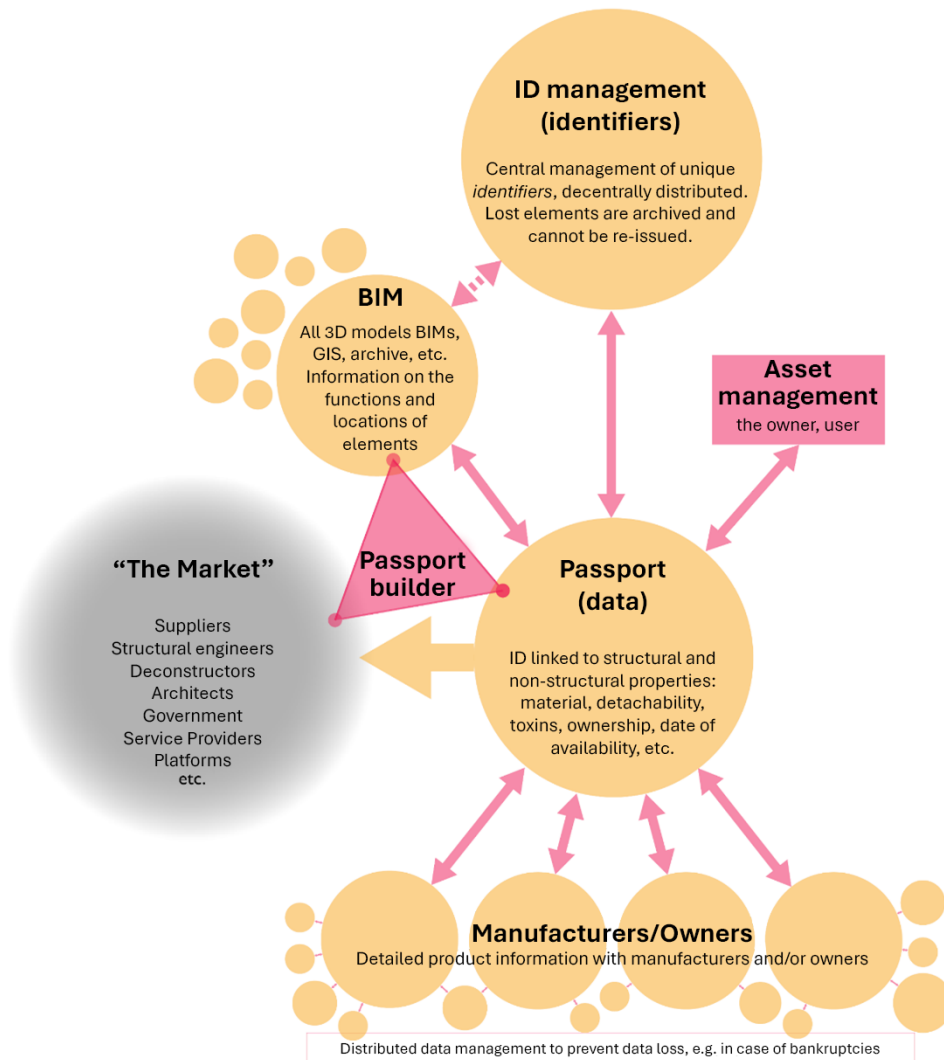 ID management
(identifiers)
Central management of unique
identifiers, decentrally distributed.
Lost elements are archived and
cannot be re-issued.
BIM
All 3D models BIMs,
GIS, archive, etc.
Information on the
functions and
locations of
elements
Asset
management
the owner, user
Passport
builder
“The Market”
Suppliers
Structural engineers
Deconstructors
Architects
Government
Service Providers
Platforms
etc.
Passport
(data)
ID linked to structural and
non-structural properties:
material, detachability,
toxins, ownership, date of
availability, etc.
Manufacturers/Owners
Detailed product information with manufacturers and/or owners
Distributed data management to prevent data loss, e.g. in case of bankruptcies